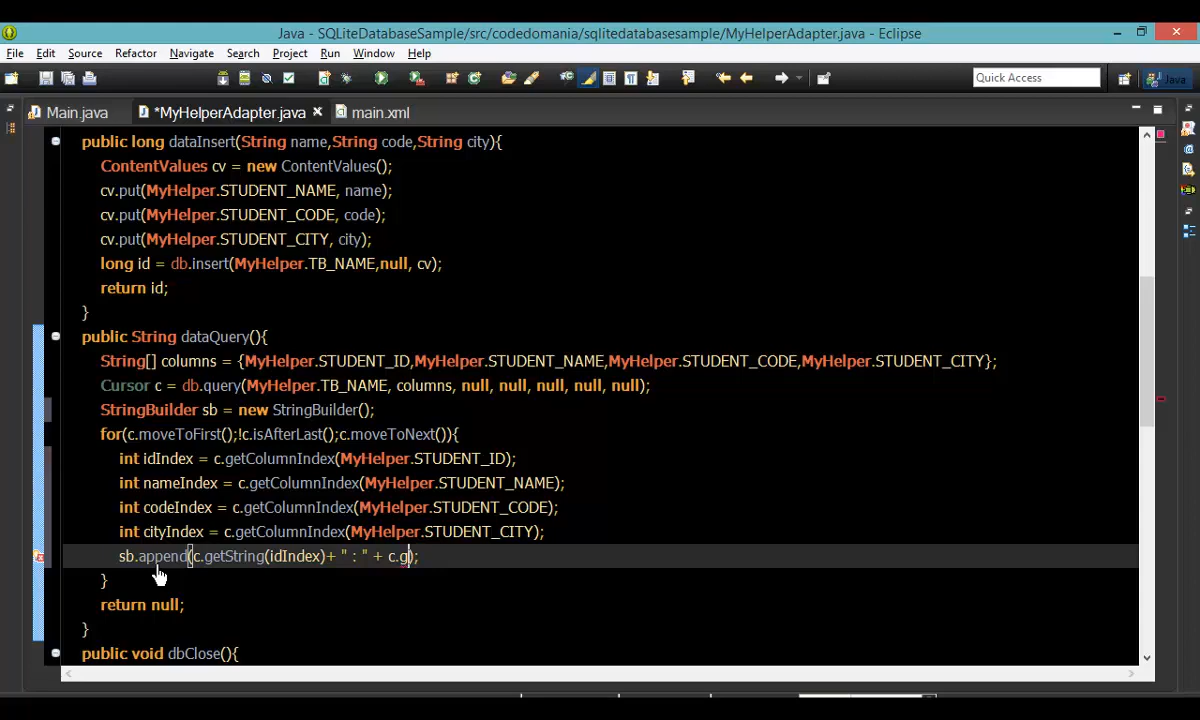 Java - SQLiteDatabaseSample/src/codedomania/sqlitedatabasesample/MyHelperAdapter.java - Eclipse
File Edit Source Refactor Navigate Search Project Run Window Help
Quick Access Java
Main.java *MyHelperAdapter.java main.xml
public long dataInsert(String name,String code,String city){
ContentValues cv = new ContentValues();
cv.put(MyHelper.STUDENT_NAME, name);
cv.put(MyHelper.STUDENT_CODE, code);
cv.put(MyHelper.STUDENT_CITY, city);
long id = db.insert(MyHelper.TB_NAME,null, cv);
return id;
}
public String dataQuery(){
String[] columns = {MyHelper.STUDENT_ID,MyHelper.STUDENT_NAME,MyHelper.STUDENT_CODE,MyHelper.STUDENT_CITY};
Cursor c = db.query(MyHelper.TB_NAME, columns, null, null, null, null, null);
StringBuilder sb = new StringBuilder();
for(c.moveToFirst();!c.isAfterLast();c.moveToNext()){
int idIndex = c.getColumnIndex(MyHelper.STUDENT_ID);
int nameIndex = c.getColumnIndex(MyHelper.STUDENT_NAME);
int codeIndex = c.getColumnIndex(MyHelper.STUDENT_CODE);
int cityIndex = c.getColumnIndex(MyHelper.STUDENT_CITY);
sb.append(c.getString(idIndex)+ " : " + c.g);
}
return null;
}
public void dbClose(){